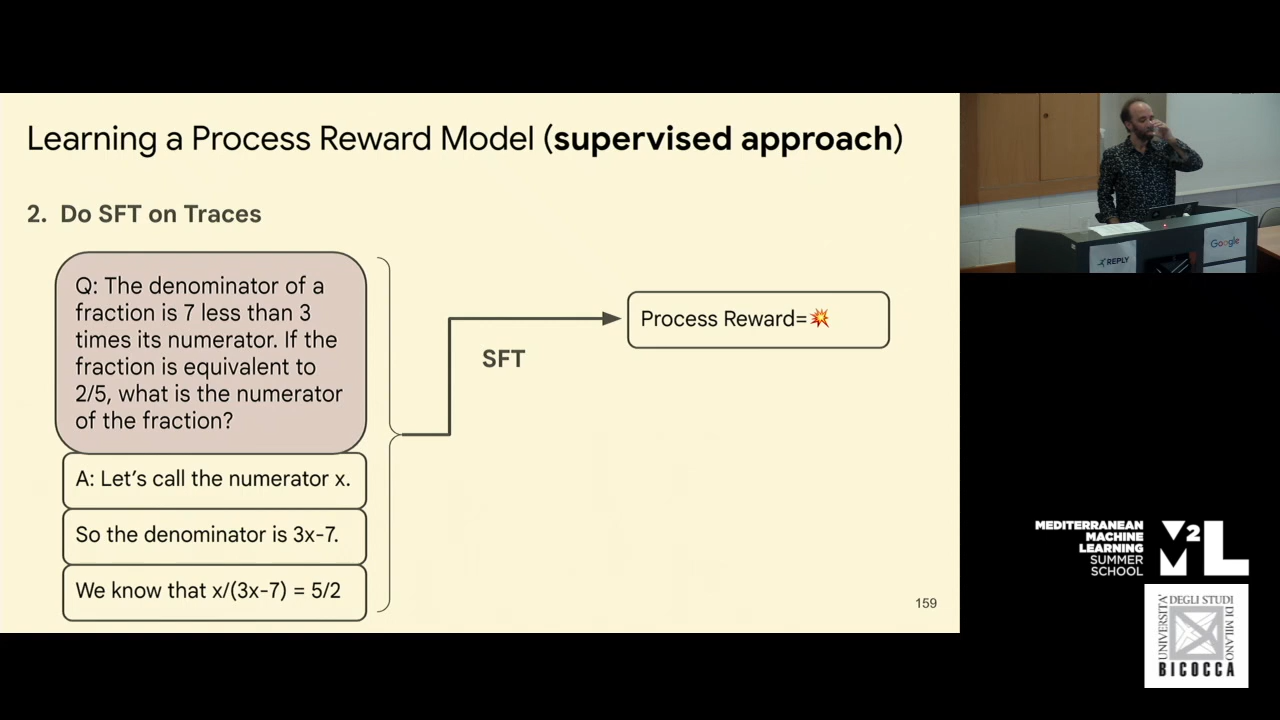 Learning a Process Reward Model (supervised approach)
2. Do SFT on Traces
Q: The denominator of a
fraction is 7 less than 3
times its numerator. If the
fraction is equivalent to
2/5, what is the numerator
of the fraction?
A: Let's call the numerator x.
So the denominator is 3x-7.
We know that x/(3x-7) = 5/2
SFT
Process Reward=💥
159
REPLY
Google
MEDITERRANEAN
MACHINE
LEARNING
SUMMER
SCHOOL
M2L
UNIVERSITA'
DEGLI STUDI
DI MILANO
BICOCCA